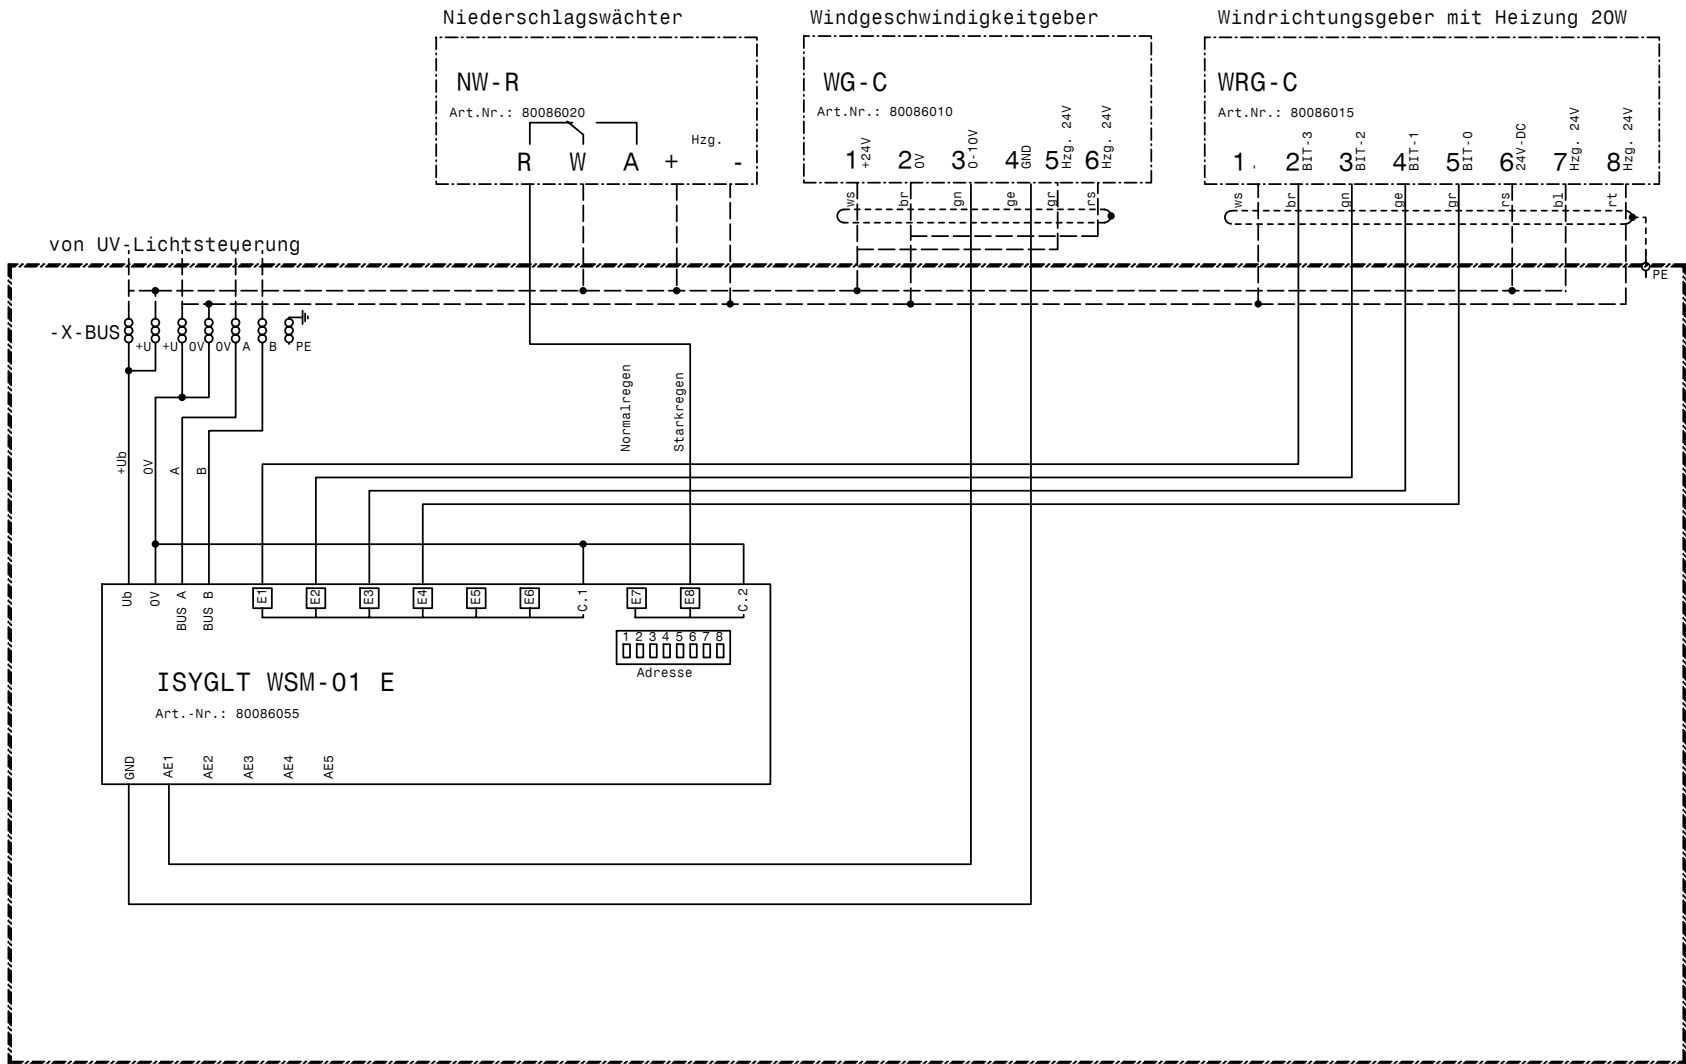 Niederschlagswächter
Windgeschwindigkeitgeber
Windrichtungsgeber mit Heizung 20W
NW-R
Art.Nr.: 80086020
Hzg.
R W A + -
WG-C
Art.Nr.: 80086010
1 +24V
2 0V
3 0-10V
4 GND
5 Hzg. 24V
6 Hzg. 24V
ws br gn ge gr rs
WRG-C
Art.Nr.: 80086015
1
2 BIT-3
3 BIT-2
4 BIT-1
5 BIT-0
6 24V-DC
7 Hzg. 24V
8 Hzg. 24V
ws br gn ge gr rs bl rt
von UV-Lichtsteuerung
PE
-X-BUS
+U +U 0V 0V A B PE
Normalregen
Starkregen
+Ub
0V
A
B
Ub
0V
BUS A
BUS B
E1 E2 E3 E4 E5 E6 C.1 E7 E8 C.2
1 2 3 4 5 6 7 8
Adresse
ISYGLT WSM-01 E
Art.-Nr.: 80086055
GND
AE1
AE2
AE3
AE4
AE5